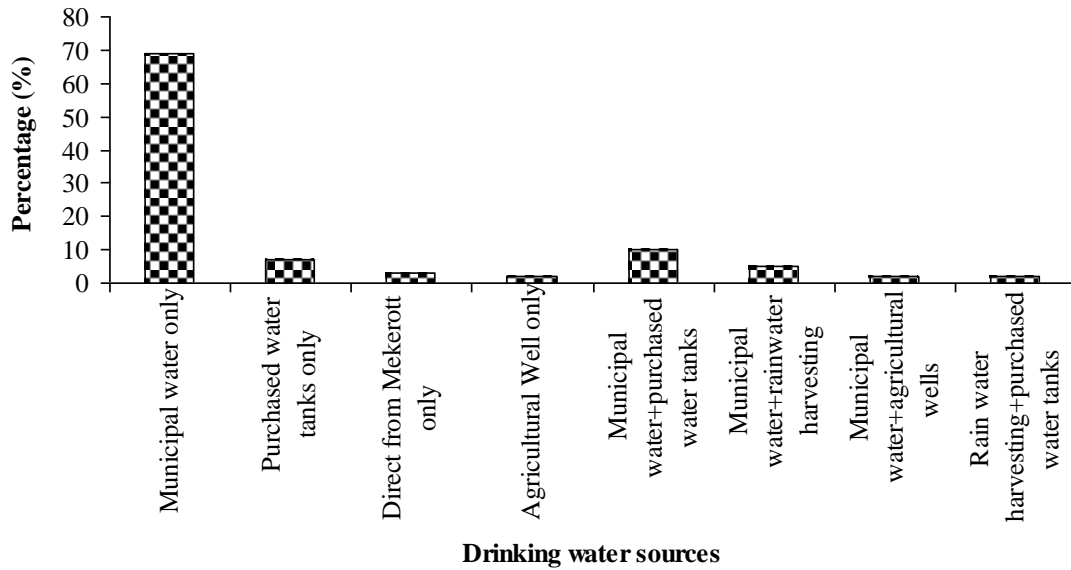 Percentage (%)
80
70
60
50
40
30
20
10
0
Municipal water only
Purchased water
tanks only
Direct from Mekerott
only
Agricultural Well only
Municipal
water+purchased
water tanks
Municipal
water+rainwater
harvesting
Municipal
water+agricultural
wells
Rain water
harvesting+purchased
water tanks
Drinking water sources